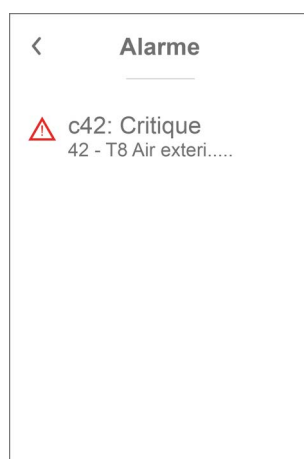 Alarme
c42: Critique
42 - T8 Air exteri.....